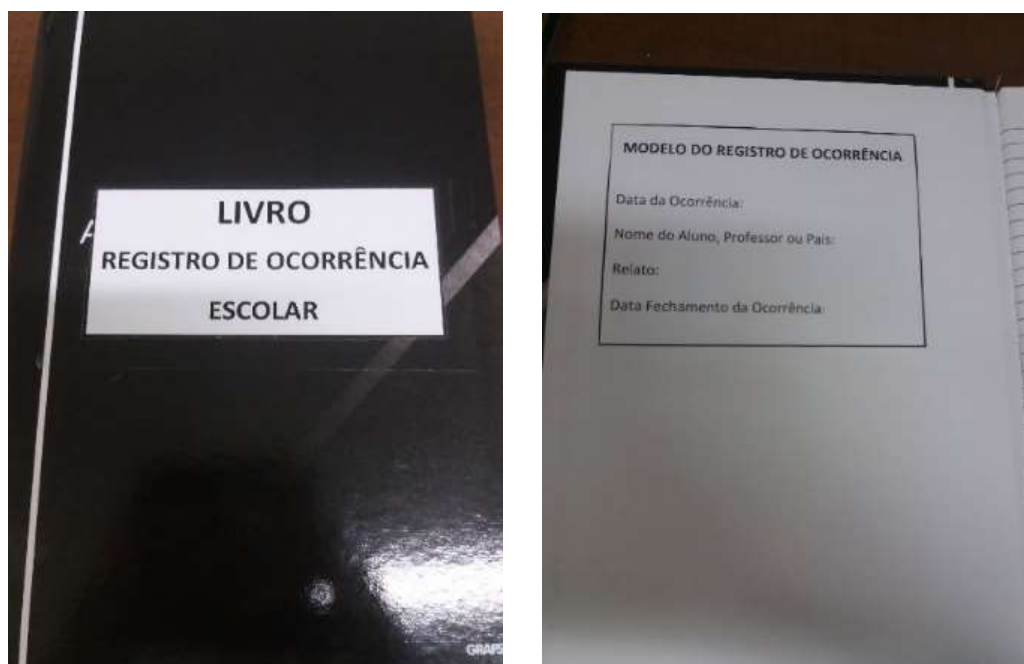 LIVRO
REGISTRO DE OCORRÊNCIA
ESCOLAR
MODELO DO REGISTRO DE OCORRÊNCIA
Data da Ocorrência:
Nome do Aluno, Professor ou Pais:
Relato:
Data Fechamento da Ocorrência: